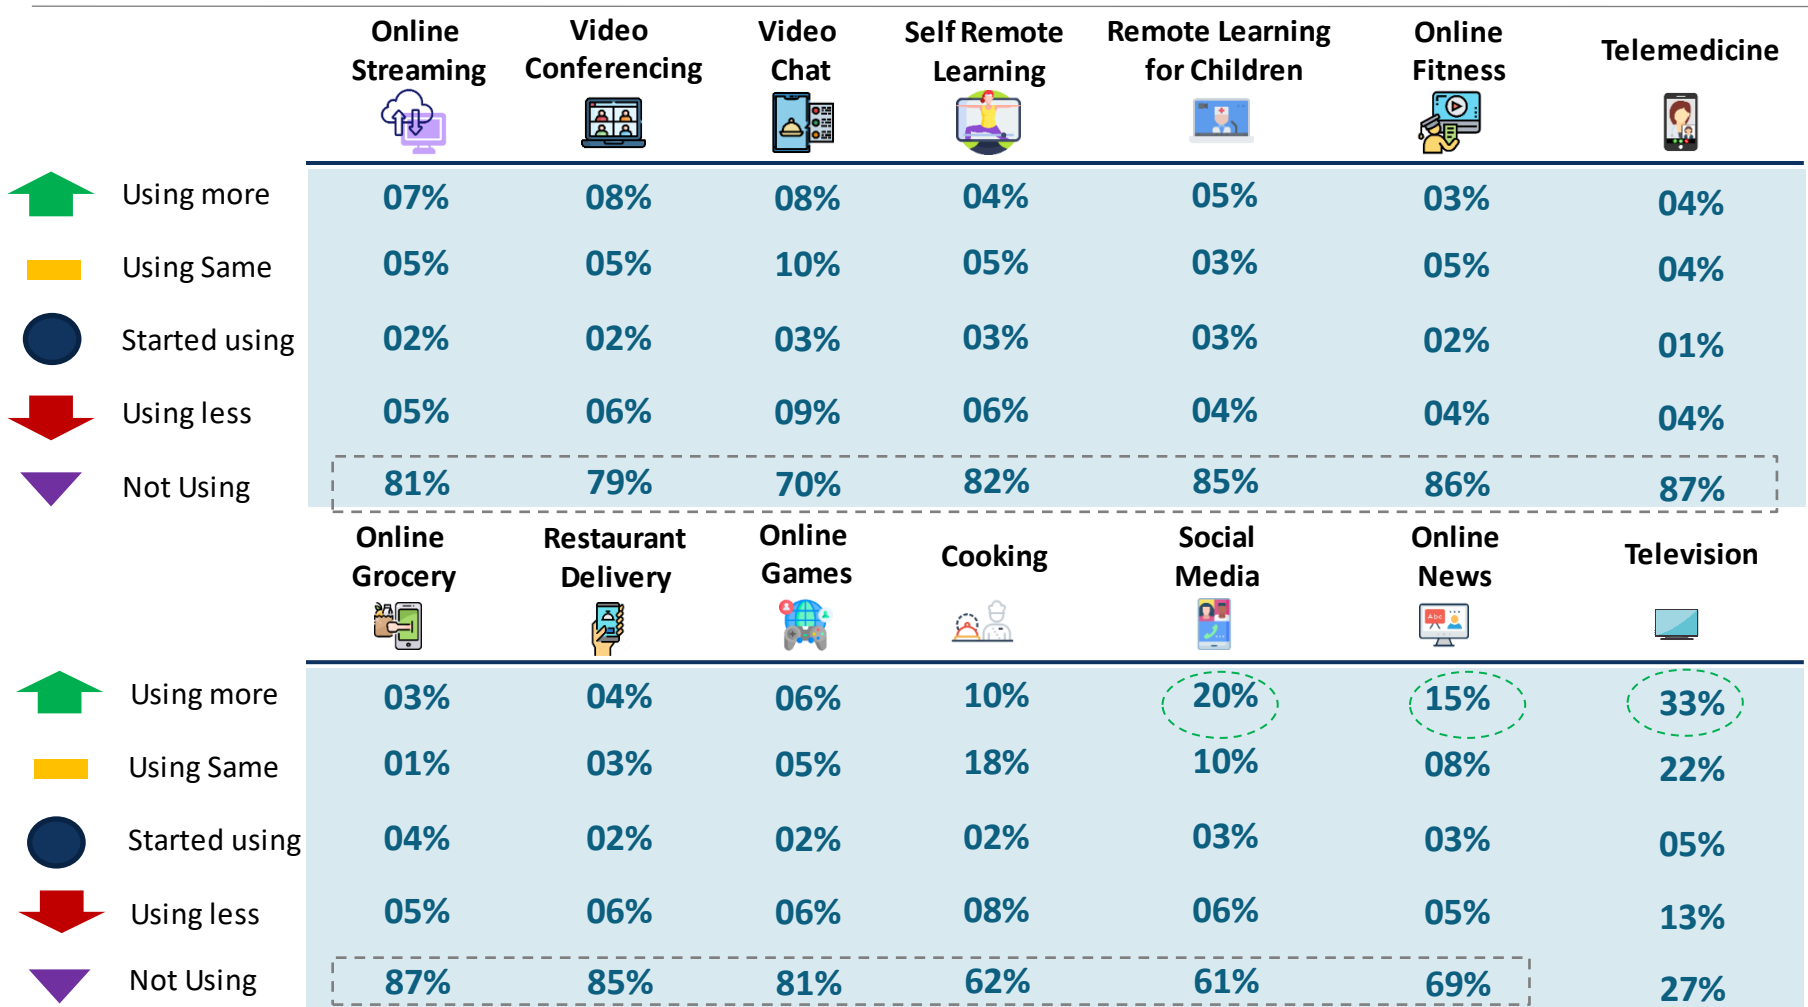 Online Streaming
Video Conferencing
Video Chat
Self Remote Learning
Remote Learning for Children
Online Fitness
Telemedicine
Using more 07% 08% 08% 04% 05% 03% 04%
Using Same 05% 05% 10% 05% 03% 05% 04%
Started using 02% 02% 03% 03% 03% 02% 01%
Using less 05% 06% 09% 06% 04% 04% 04%
Not Using 81% 79% 70% 82% 85% 86% 87%
Online Grocery
Restaurant Delivery
Online Games
Cooking
Social Media
Online News
Television
Abc
Using more 03% 04% 06% 10% 20% 15% 33%
Using Same 01% 03% 05% 18% 10% 08% 22%
Started using 04% 02% 02% 02% 03% 03% 05%
Using less 05% 06% 06% 08% 06% 05% 13%
Not Using 87% 85% 81% 62% 61% 69% 27%